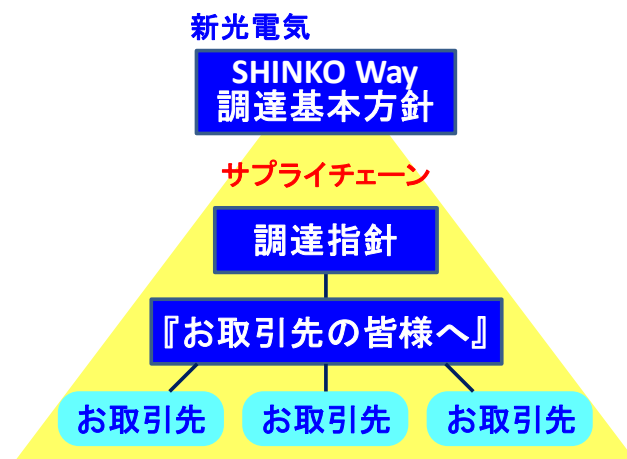 新光電気
SHINKO Way
調達基本方針
サプライチェーン
調達指針
『お取引先の皆様へ』
お取引先 お取引先 お取引先